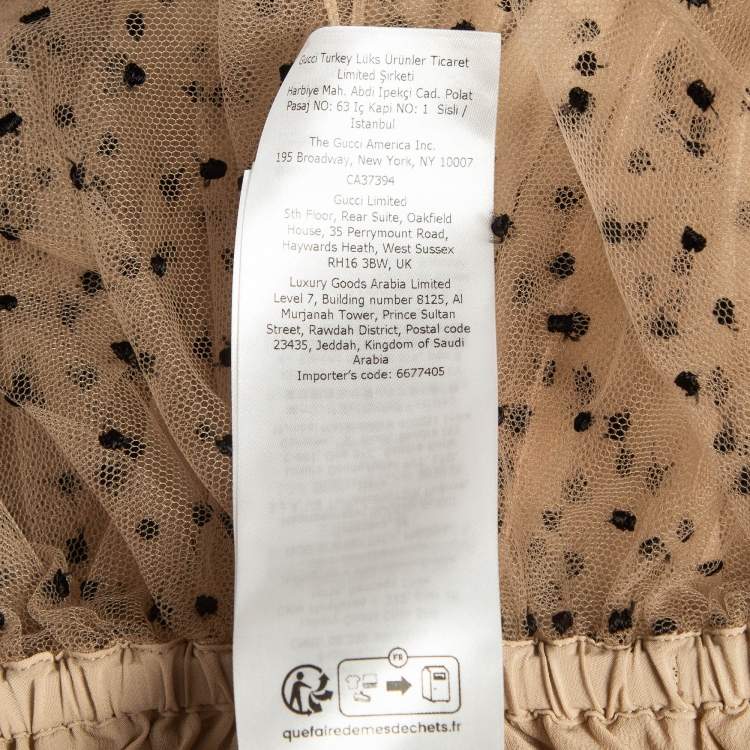 Gucci Turkey Lüks Ürünler Ticaret
Limited Şirketi
Harbiye Mah. Abdi Ipekçi Cad. Polat
Pasaj NO: 63 İç Kapi NO: 1 Sisli /
Istanbul
The Gucci America Inc.
195 Broadway, New York, NY 10007
CA37394
Gucci Limited
5th Floor, Rear Suite, Oakfield
House, 35 Perrymount Road,
Haywards Heath, West Sussex
RH16 3BW, UK
Luxury Goods Arabia Limited
Level 7, Building number 8125, Al
Murjanah Tower, Prince Sultan
Street, Rawdah District, Postal code
23435, Jeddah, Kingdom of Saudi
Arabia
Importer's code: 6677405
FR
quefairedemesdechets.fr